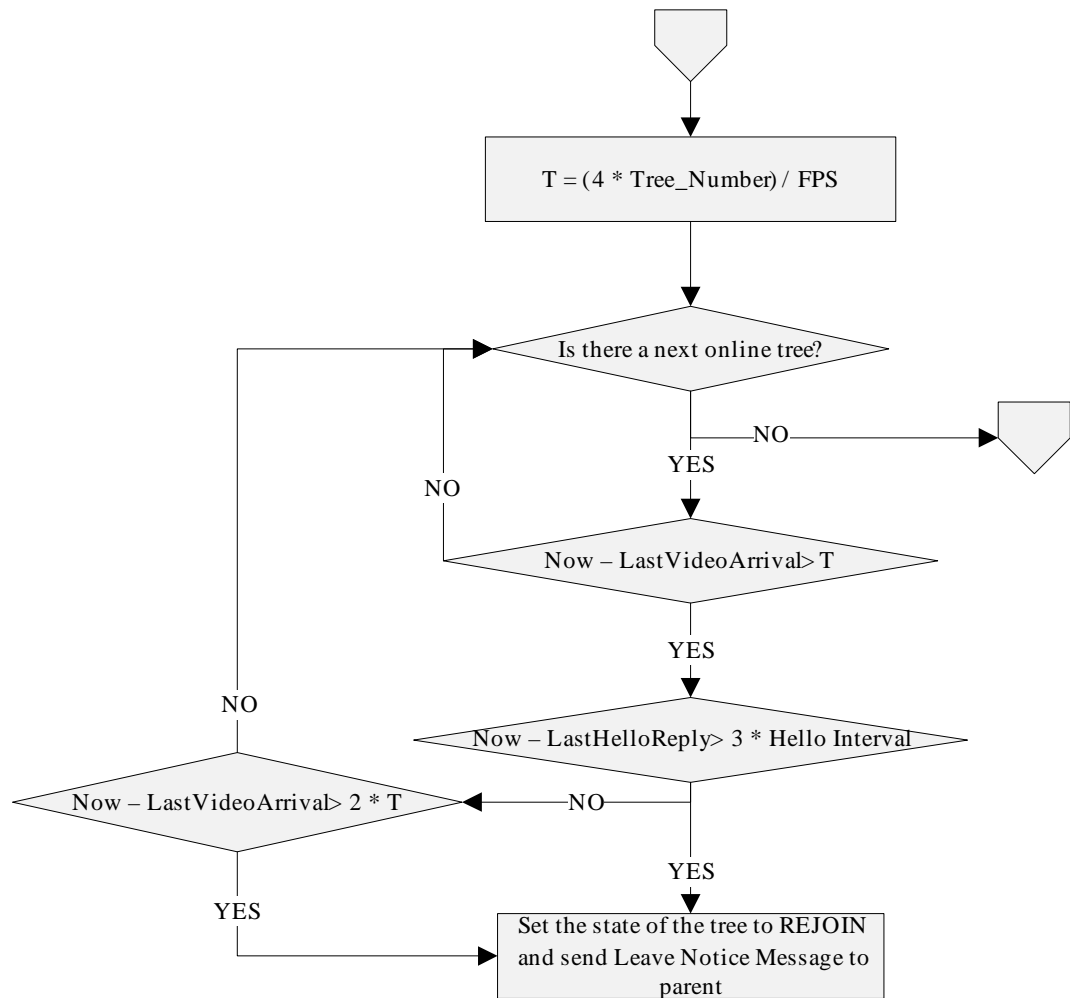 T = (4 * Tree_Number) / FPS
Is there a next online tree?
NO
YES
NO
Now – LastVideoArrival> T
YES
NO
Now – LastHelloReply> 3 * Hello Interval
Now – LastVideoArrival> 2 * T
NO
YES
YES
Set the state of the tree to REJOIN
and send Leave Notice Message to
parent